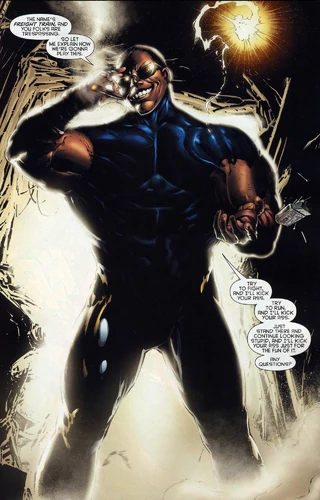 THE NAME'S
FREIGHT TRAIN, AND
YOU FOLKS ARE
TRESPASSING.
SO LET
ME EXPLAIN HOW
WE'RE GONNA
PLAY THIS.
TRY
TO FIGHT,
AND I'LL KICK
YOUR ASS.
TRY
TO RUN,
AND I'LL KICK
YOUR ASS.
JUST
STAND THERE AND
CONTINUE LOOKING
STUPID, AND I'LL KICK
YOUR ASS JUST FOR
THE FUN OF IT.
ANY
QUESTIONS?